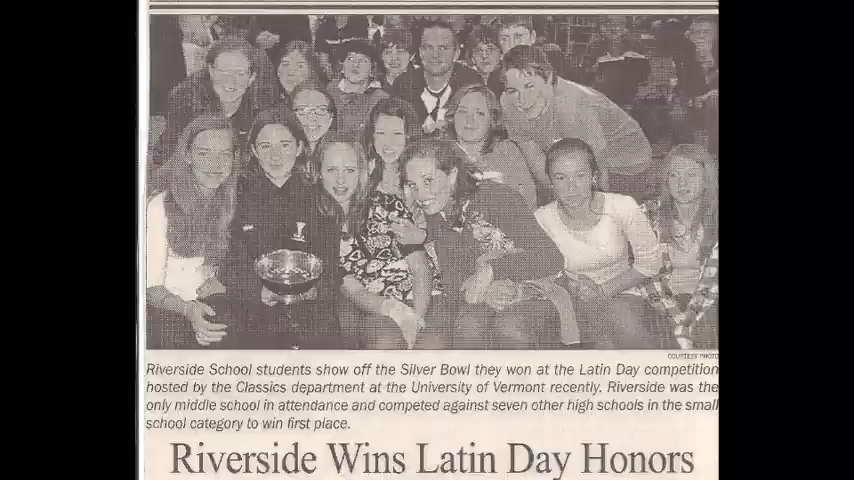 COURTESY PHOTO
Riverside School students show off the Silver Bowl they won at the Latin Day competition
hosted by the Classics department at the University of Vermont recently. Riverside was the
only middle school in attendance and competed against seven other high schools in the small
school category to win first place.
Riverside Wins Latin Day Honors